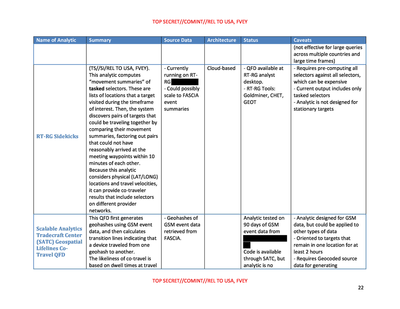 TOP SECRET//COMINT//REL TO USA, FVEY
Name of Analytic Summary Source Data Architecture Status Caveats
(not effective for large queries
across multiple countries and
large time frames)
RT-RG Sidekicks
(TS//SI//REL TO USA, FVEY).
This analytic computes
"movement summaries" of
tasked selectors. These are
lists of locations that a target
visited during the timeframe
of interest. Then, the system
discovers pairs of targets that
could be traveling together by
comparing their movement
summaries, factoring out pairs
that could not have
reasonably arrived at the
meeting waypoints within 10
minutes of each other.
Because this analytic
considers physical (LAT/LONG)
locations and travel velocities,
it can provide co-traveler
results that include selectors
on different provider
networks.
- Currently
running on RT-
RG
- Could possibly
scale to FASCIA
event
summaries
Cloud-based
- QFD available at
RT-RG analyst
desktop.
- RT-RG Tools:
Goldminer, CHET,
GEOT
- Requires pre-computing all
selectors against all selectors,
which can be expensive
- Current output includes only
tasked selectors
- Analytic is not designed for
stationary targets
Scalable Analytics
Tradecraft Center
(SATC) Geospatial
Lifelines Co-
Travel QFD
This QFD first generates
geohashes using GSM event
data, and then calculates
transition lines indicating that
a device traveled from one
geohash to another.
The likeliness of co-travel is
based on dwell times at travel
- Geohashes of
GSM event data
retrieved from
FASCIA.
Analytic tested on
90 days of GSM
event data from
Code is available
through SATC, but
analytic is no
- Analytic designed for GSM
data, but could be applied to
other types of data
- Oriented to targets that
remain in one location for at
least 2 hours
- Requires Geocoded source
data for generating
TOP SECRET//COMINT//REL TO USA, FVEY
22